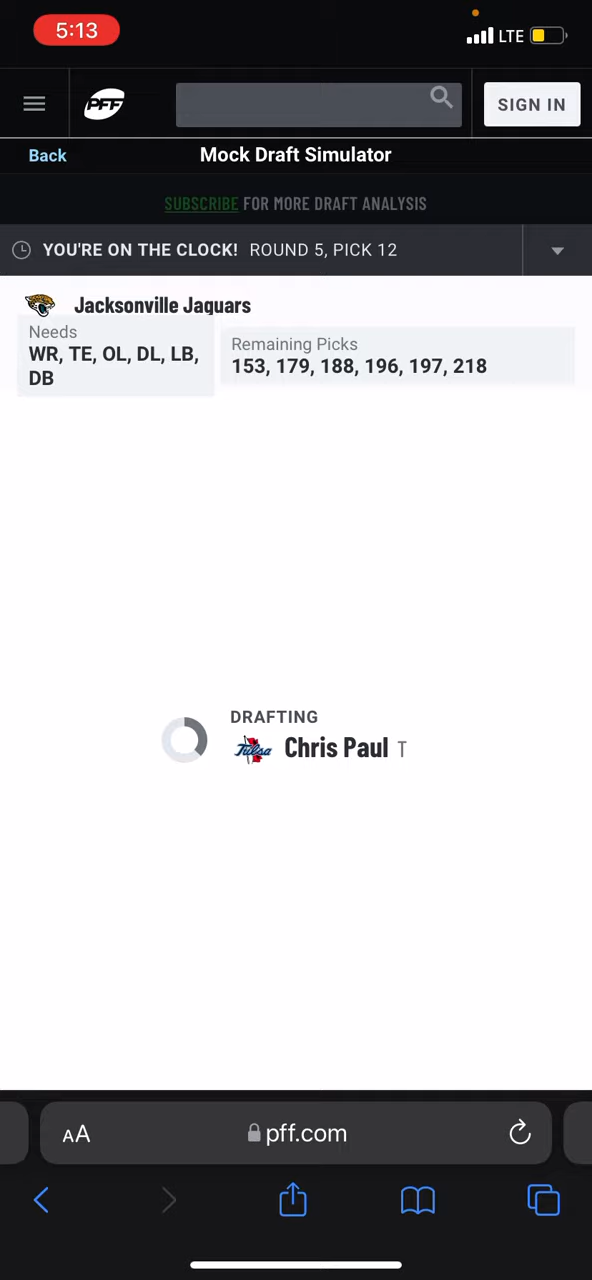 5:13
LTE
PFF
SIGN IN
Back
Mock Draft Simulator
SUBSCRIBE FOR MORE DRAFT ANALYSIS
YOU'RE ON THE CLOCK! ROUND 5, PICK 12
Jacksonville Jaguars
Needs
WR, TE, OL, DL, LB,
DB
Remaining Picks
153, 179, 188, 196, 197, 218
DRAFTING
Tulsa
Chris Paul T
AA
pff.com